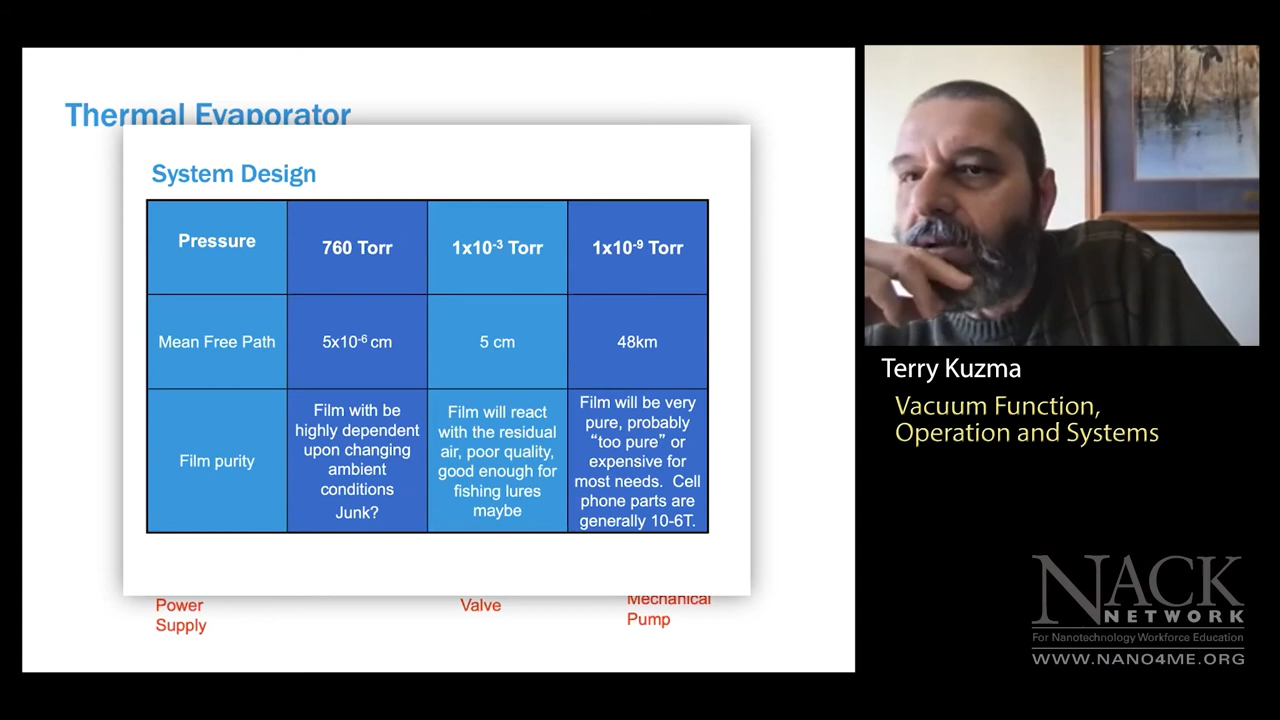 Thermal Evaporator
System Design
Pressure
760 Torr
1x10-3 Torr
1x10-9 Torr
Mean Free Path
5x10-6 cm
5 cm
48km
Film purity
Film with be
highly dependent
upon changing
ambient
conditions
Junk?
Film will react
with the residual
air, poor quality,
good enough for
fishing lures
maybe
Film will be very
pure, probably
“too pure” or
expensive for
most needs. Cell
phone parts are
generally 10-6T.
Power
Supply
Valve
Mechanical
Pump
Terry Kuzma
Vacuum Function,
Operation and Systems
NACK
NETWORK
For Nanotechnology Workforce Education
WWW.NANO4ME.ORG